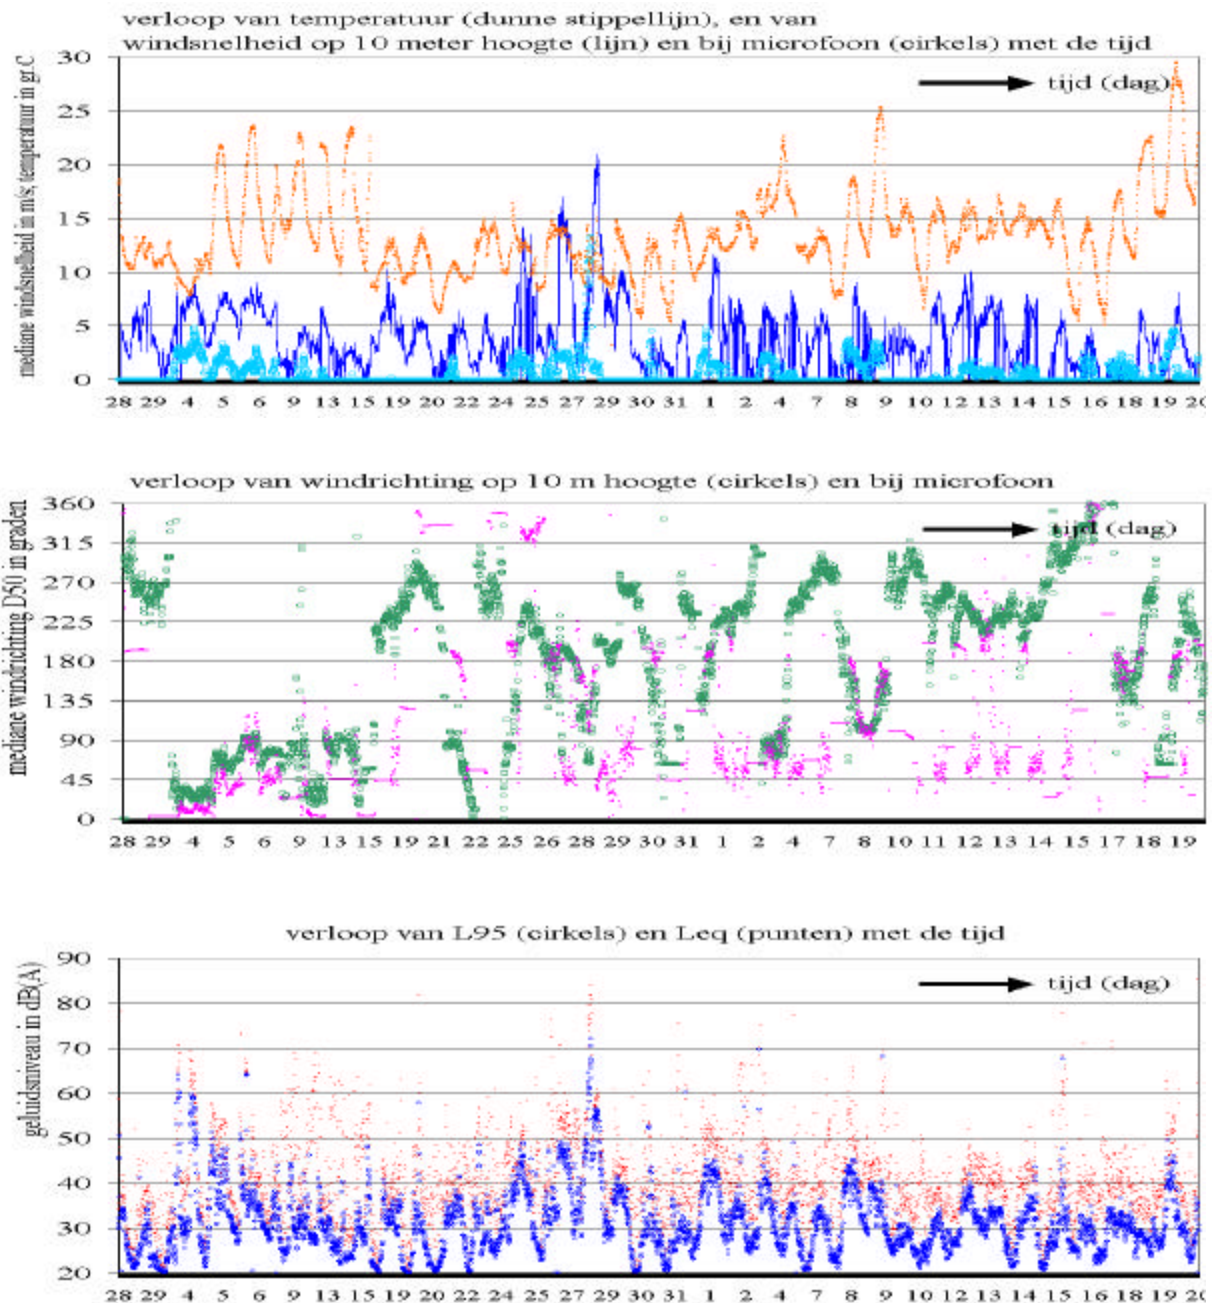 verloop van temperatuur (dunne stippellijn), en van
windsnelheid op 10 meter hoogte (lijn) en bij microfoon (cirkels) met de tijd
tijd (dag)
mediane windsnelheid in m/s; temperatuur in gr.C
30
25
20
15
10
5
0
28 29 4 5 6 9 13 16 19 20 22 24 25 27 29 30 31 1 2 4 7 8 9 11 12 13 15 16 18 19 20
verloop van windrichting op 10 m hoogte (cirkels) en bij microfoon
tijd (dag)
mediane windrichting D50 in graden
360
315
270
225
180
135
90
45
0
28 29 4 5 6 9 13 15 19 21 22 24 25 26 28 29 30 31 1 2 4 7 8 10 11 12 14 15 17 18 19
verloop van L95 (cirkels) en Leq (punten) met de tijd
tijd (dag)
geluidsniveau in dB(A)
90
80
70
60
50
40
30
20
28 29 4 5 6 9 13 16 19 20 22 24 25 27 29 30 31 1 2 4 7 8 9 11 12 13 15 16 18 19 20